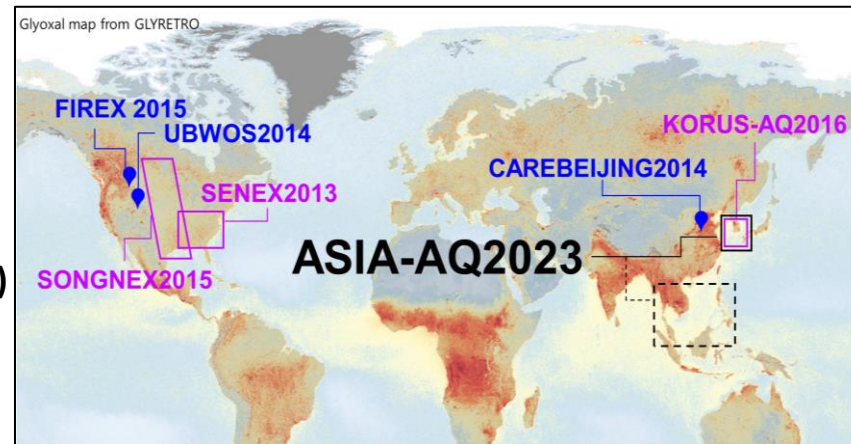 Glyoxal map from GLYRETRO
FIREX 2015
UBWOS2014
KORUS-AQ2016
CAREBEIJING2014
SENEX2013
ASIA-AQ2023
SONGNEX2015
)